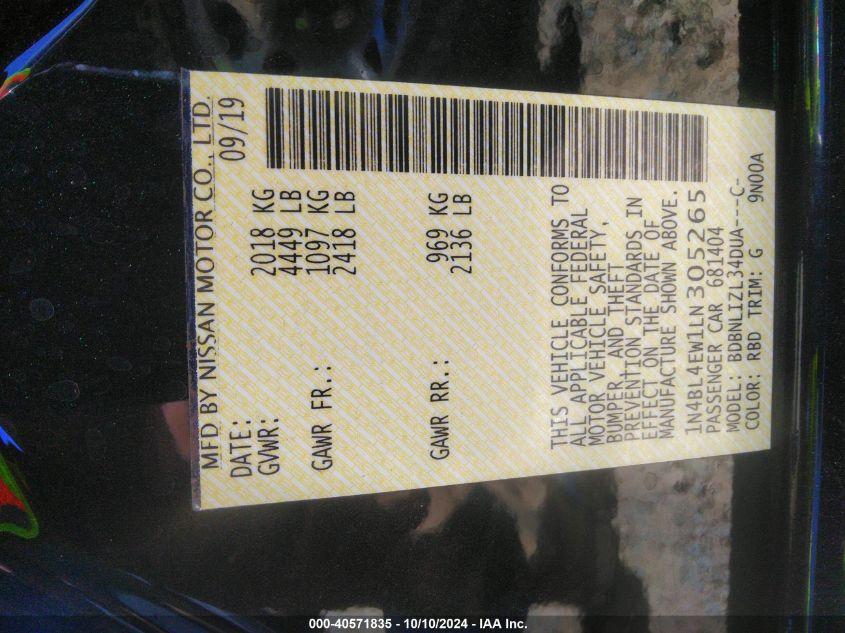 MFD BY NISSAN MOTOR CO., LTD.
DATE: 09/19
GVWR: 2018 KG
4449 LB
GAWR FR.: 1097 KG
2418 LB
GAWR RR.: 969 KG
2136 LB
THIS VEHICLE CONFORMS TO
ALL APPLICABLE FEDERAL
MOTOR VEHICLE SAFETY,
BUMPER, AND THEFT
PREVENTION STANDARDS IN
EFFECT ON THE DATE OF
MANUFACTURE SHOWN ABOVE.
1N4BL4EW1LN305265
PASSENGER CAR 681404
MODEL: BDBNLIZL34DUA---C-
COLOR: RBD TRIM: G 9N00A
000-40571835 - 10/10/2024 - IAA Inc.